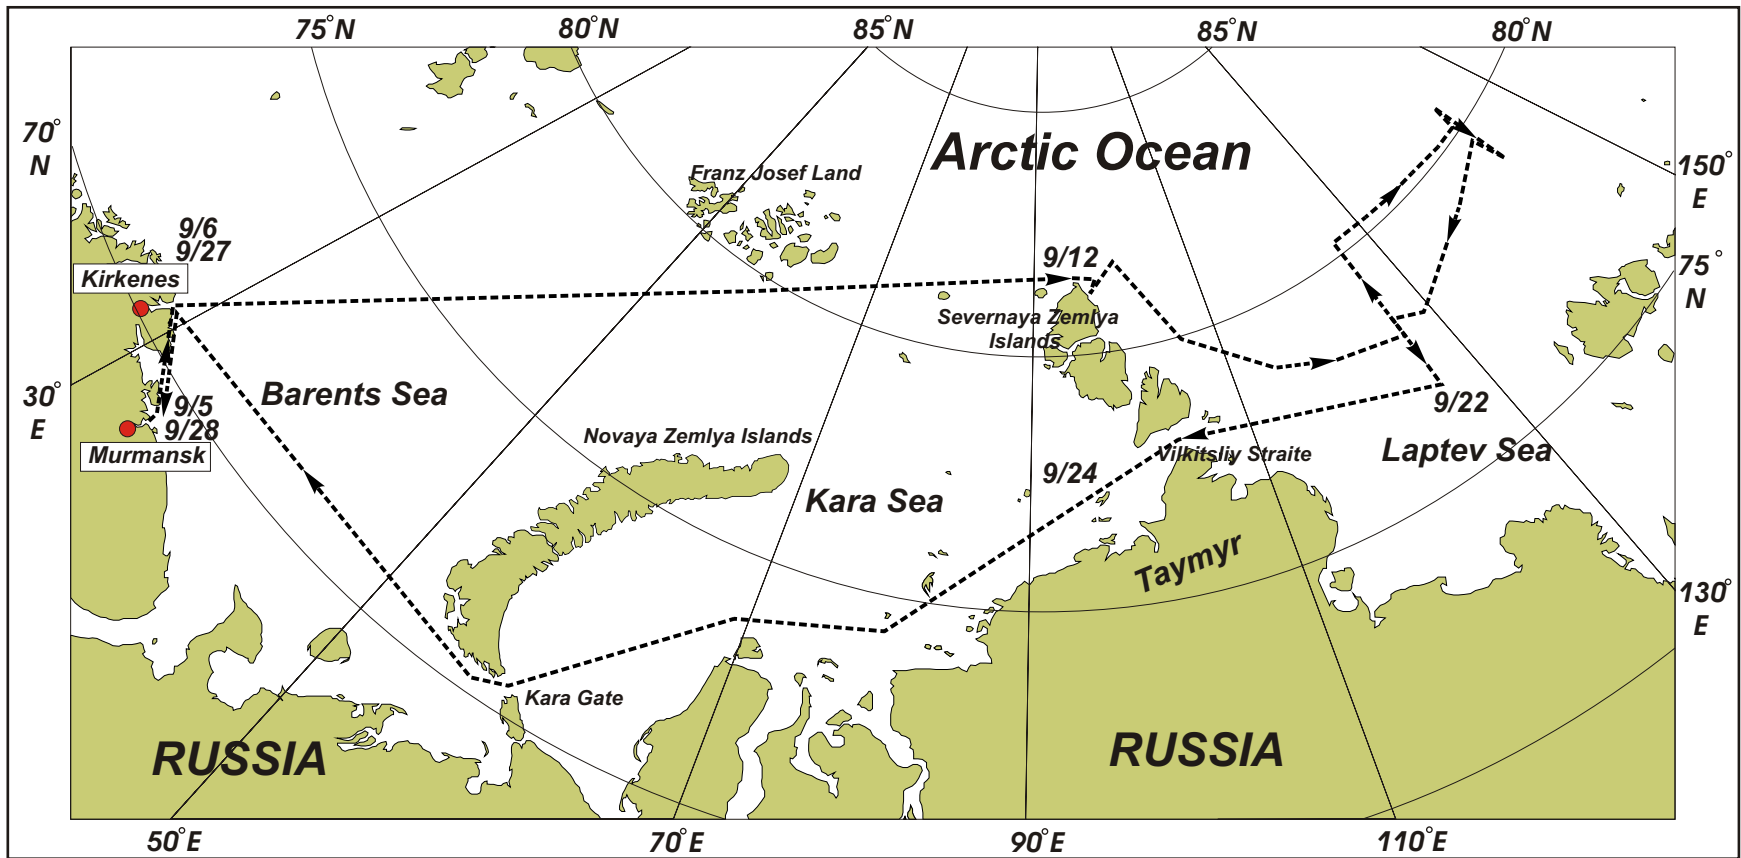 75°N
80°N
85°N
85°N
80°N
70°
N
Arctic Ocean
Franz Josef Land
150°
E
9/6
9/27
Kirkenes
9/12
75°
N
Severnaya Zemlya
Islands
30°
E
Barents Sea
9/5
9/28
Murmansk
9/22
Novaya Zemlya Islands
Laptev Sea
Vilkitsliy Straite
9/24
Kara Sea
Taymyr
130°
E
Kara Gate
RUSSIA
RUSSIA
50°E
70°E
90°E
110°E